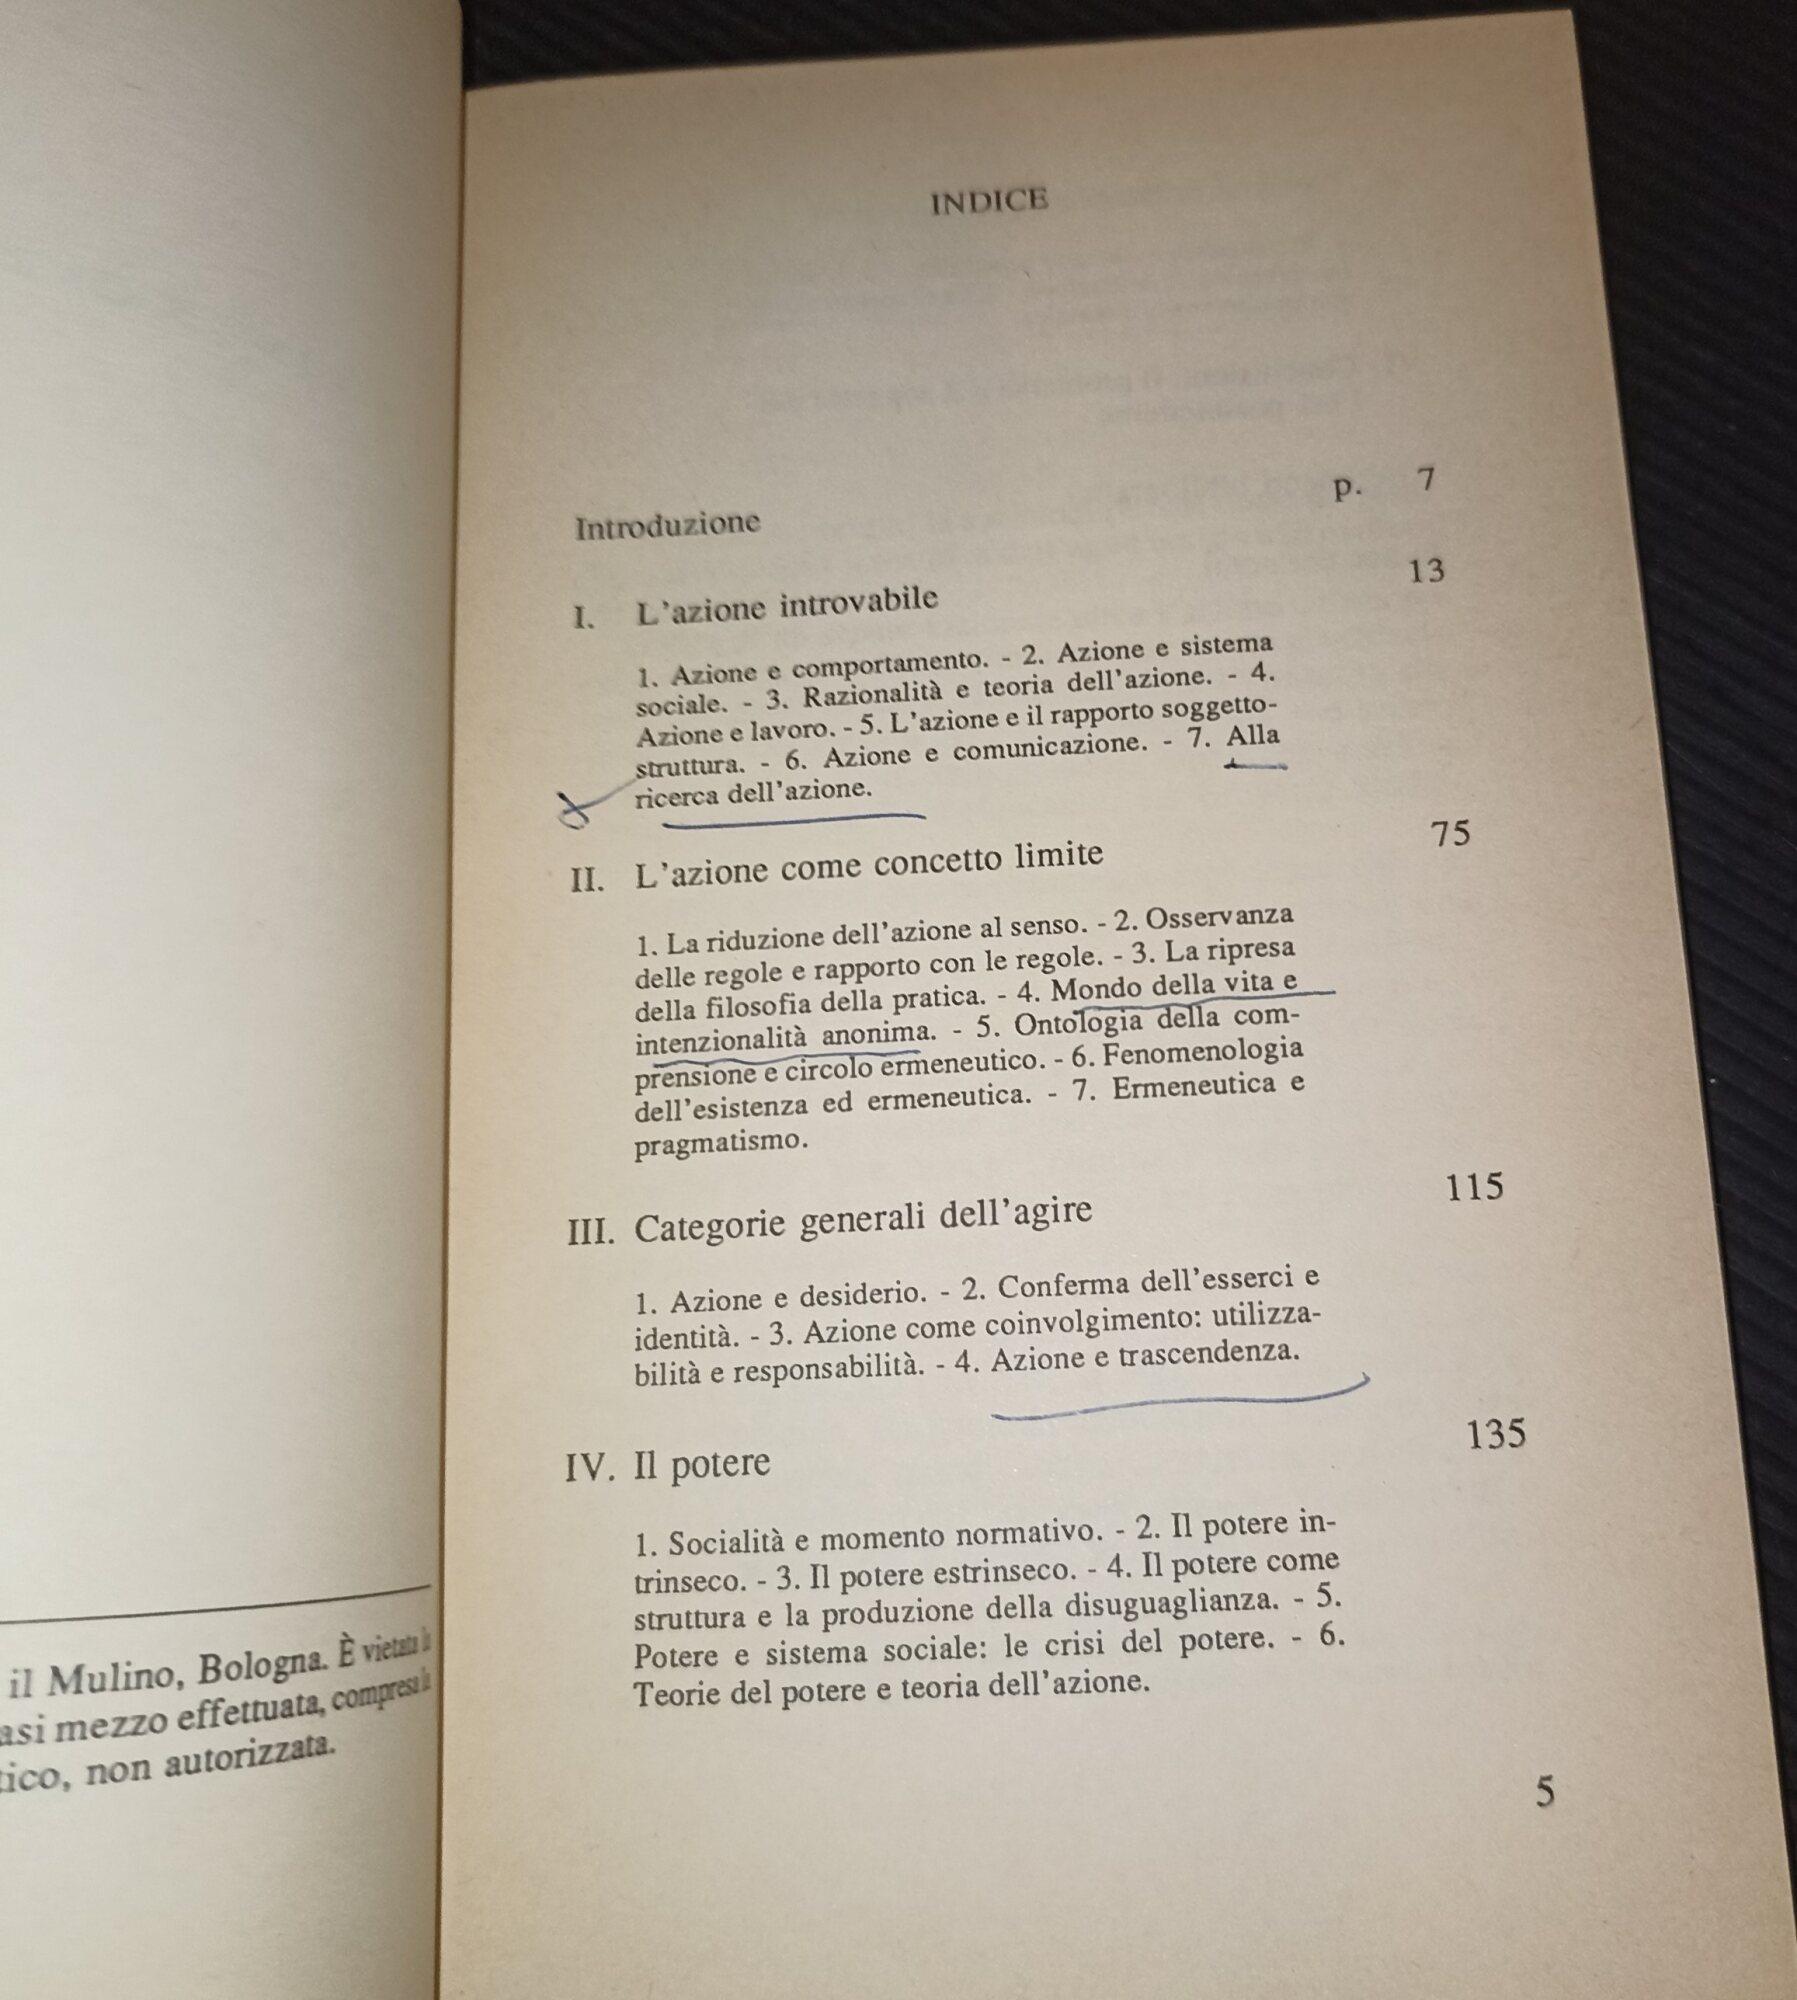 il Mulino, Bologna. È vietata la
asi mezzo effettuata, compresa la
tico, non autorizzata.
INDICE
Introduzione p. 7
I. L'azione introvabile 13
1. Azione e comportamento. - 2. Azione e sistema
sociale. - 3. Razionalità e teoria dell'azione. - 4.
Azione e lavoro. - 5. L'azione e il rapporto soggetto-
struttura. - 6. Azione e comunicazione. - 7. Alla
ricerca dell'azione.
II. L'azione come concetto limite 75
1. La riduzione dell'azione al senso. - 2. Osservanza
delle regole e rapporto con le regole. - 3. La ripresa
della filosofia della pratica. - 4. Mondo della vita e
intenzionalità anonima. - 5. Ontologia della com-
prensione e circolo ermeneutico. - 6. Fenomenologia
dell'esistenza ed ermeneutica. - 7. Ermeneutica e
pragmatismo.
III. Categorie generali dell'agire 115
1. Azione e desiderio. - 2. Conferma dell'esserci e
identità. - 3. Azione come coinvolgimento: utilizza-
bilità e responsabilità. - 4. Azione e trascendenza.
IV. Il potere 135
1. Socialità e momento normativo. - 2. Il potere in-
trinseco. - 3. Il potere estrinseco. - 4. Il potere come
struttura e la produzione della disuguaglianza. - 5.
Potere e sistema sociale: le crisi del potere. - 6.
Teorie del potere e teoria dell'azione.
5